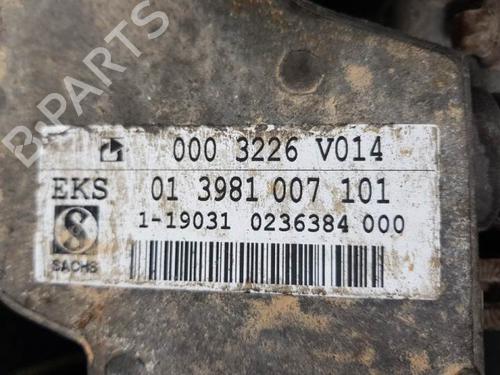 B-PARTS
000 3226 V014
EKS 01 3981 007 101
1-19031 0236384 000
SACHS